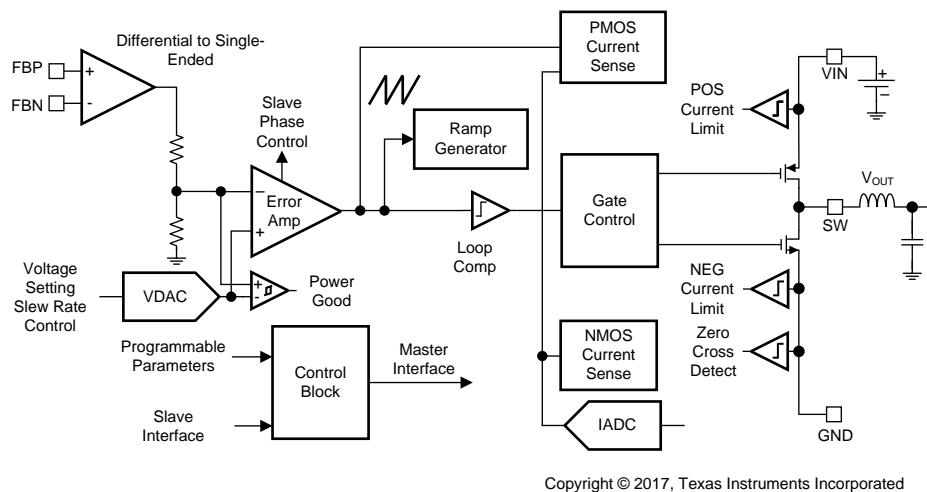 Differential to Single-
Ended
FBP
FBN
+
-
PMOS
Current
Sense
VIN
+
−
POS
Current
Limit
Slave
Phase
Control
Ramp
Generator
−
Error
Amp
+
Loop
Comp
Gate
Control
VOUT
SW
Voltage
Setting
Slew Rate
Control
VDAC
+
-
Power
Good
NEG
Current
Limit
Zero
Cross
Detect
Programmable
Parameters
Slave
Interface
Control
Block
Master
Interface
NMOS
Current
Sense
IADC
GND
Copyright © 2017, Texas Instruments Incorporated